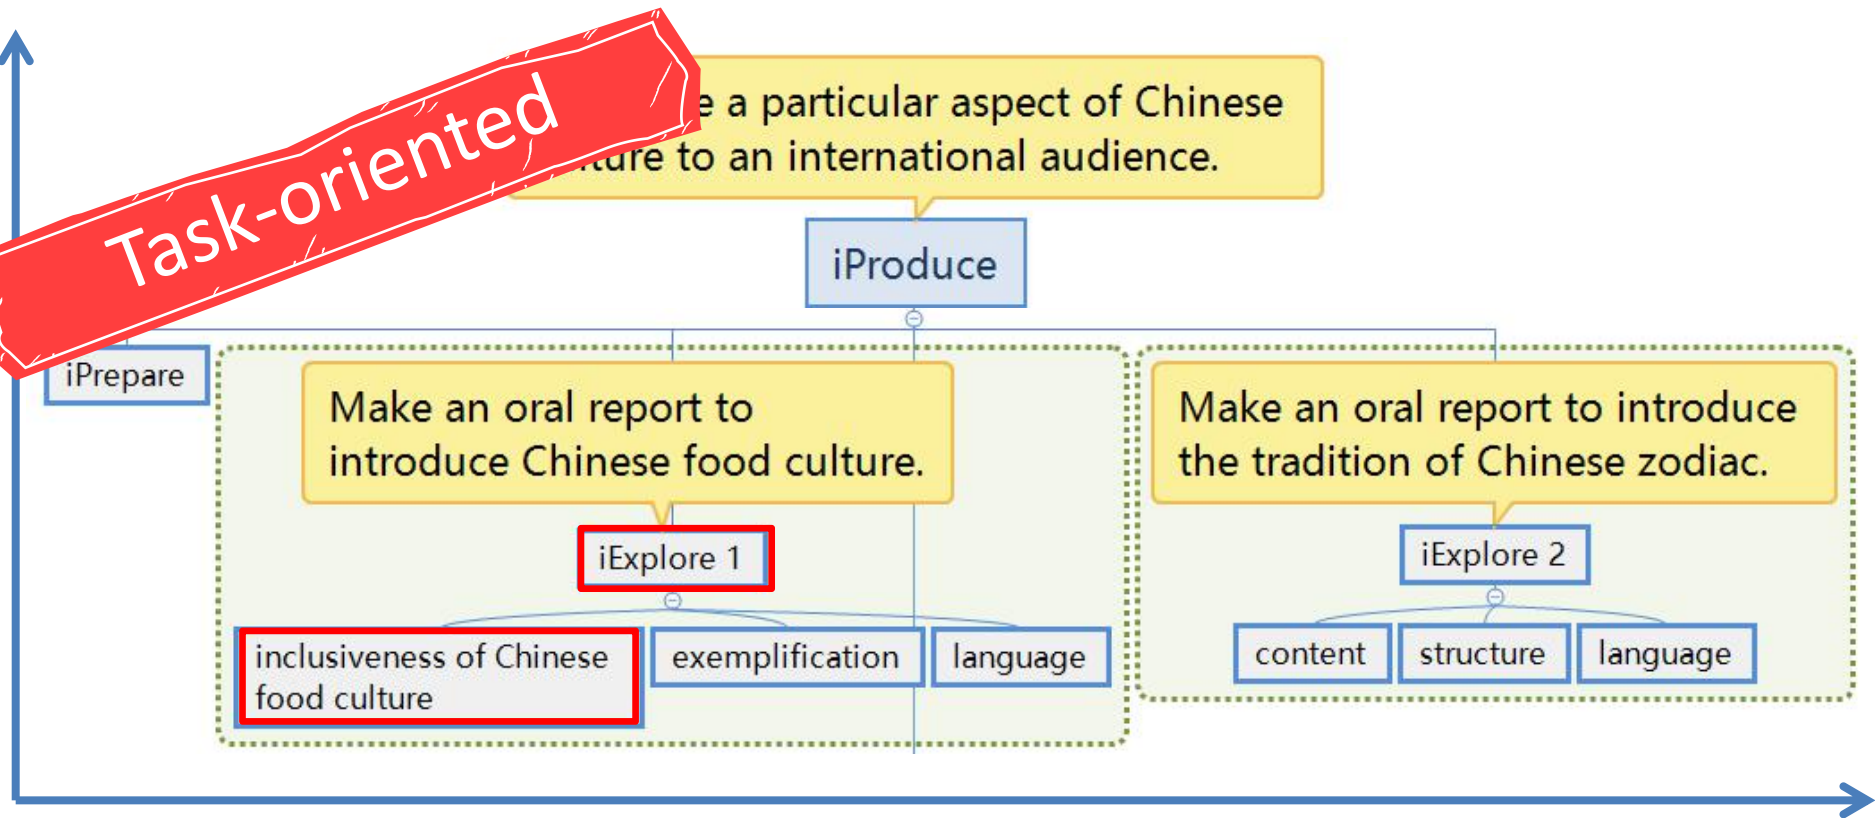 Task-oriented
a particular aspect of Chinese
to an international audience.
iProduce
iPrepare
Make an oral report to
introduce Chinese food culture.
iExplore 1
inclusiveness of Chinese
food culture
exemplification
language
Make an oral report to introduce
the tradition of Chinese zodiac.
iExplore 2
content
structure
language